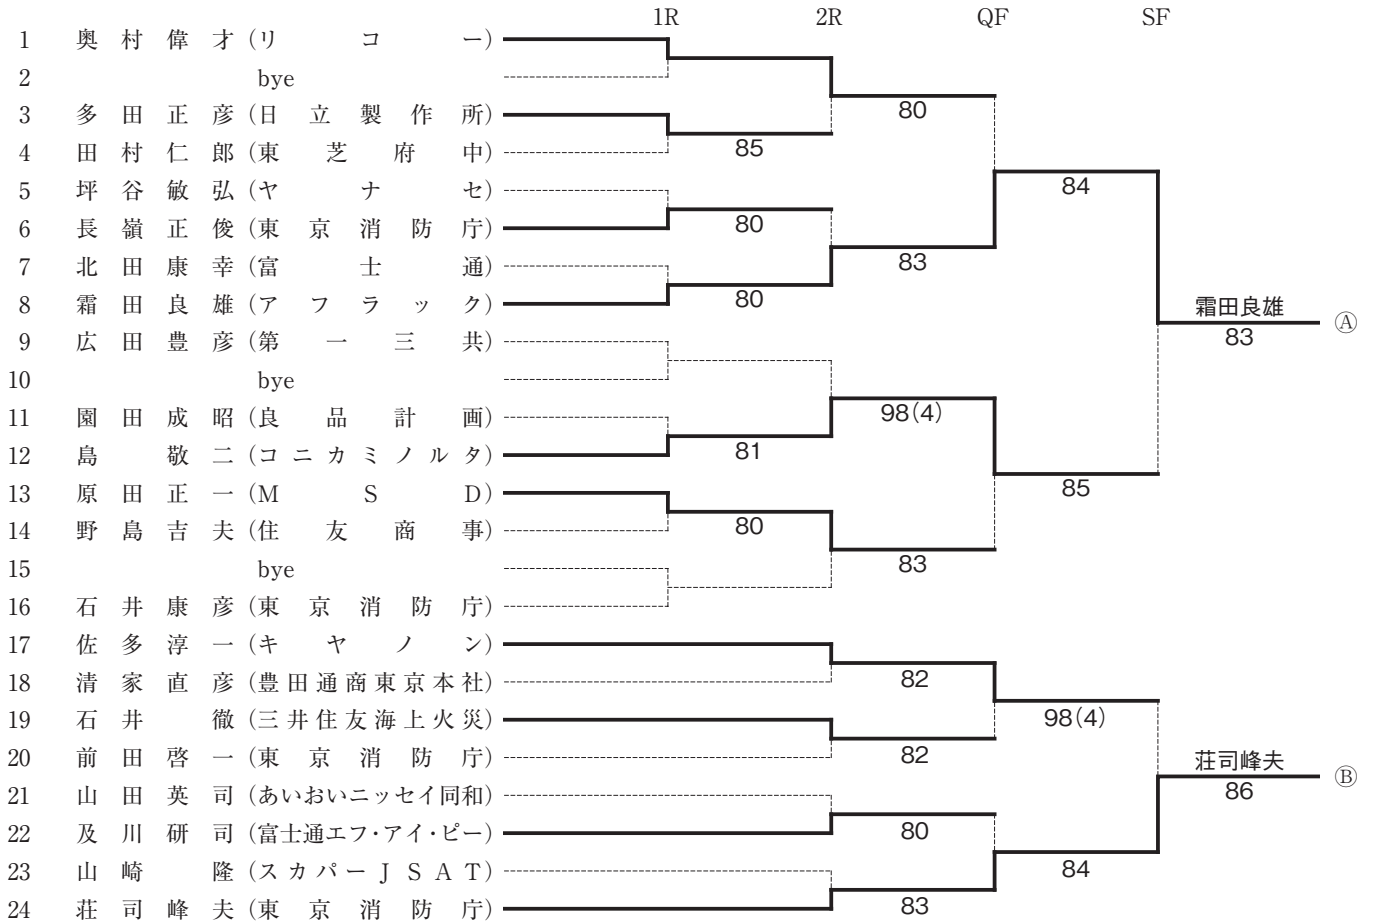 1R 2R QF SF
1 奥村偉才(リコー)
2 bye
80
3 多田正彦(日立製作所)
85
4 田村仁郎(東芝府中)
84
5 坪谷敏弘(ヤナセ)
80
6 長嶺正俊(東京消防庁)
83
7 北田康幸(富士通)
80
8 霜田良雄(アフラック)
霜田良雄 Ⓐ
83
9 広田豊彦(第一三共)
10 bye
98(4)
11 園田成昭(良品計画)
81
12 島敬二(コニカミノルタ)
85
13 原田正一(MSD)
80
14 野島吉夫(住友商事)
83
15 bye
16 石井康彦(東京消防庁)
17 佐多淳一(キヤノン)
82
18 清家直彦(豊田通商東京本社)
98(4)
19 石井徹(三井住友海上火災)
82
20 前田啓一(東京消防庁)
荘司峰夫 Ⓑ
86
21 山田英司(あいおいニッセイ同和)
80
22 及川研司(富士通エフ・アイ・ピー)
84
23 山崎隆(スカパーJSAT)
83
24 荘司峰夫(東京消防庁)